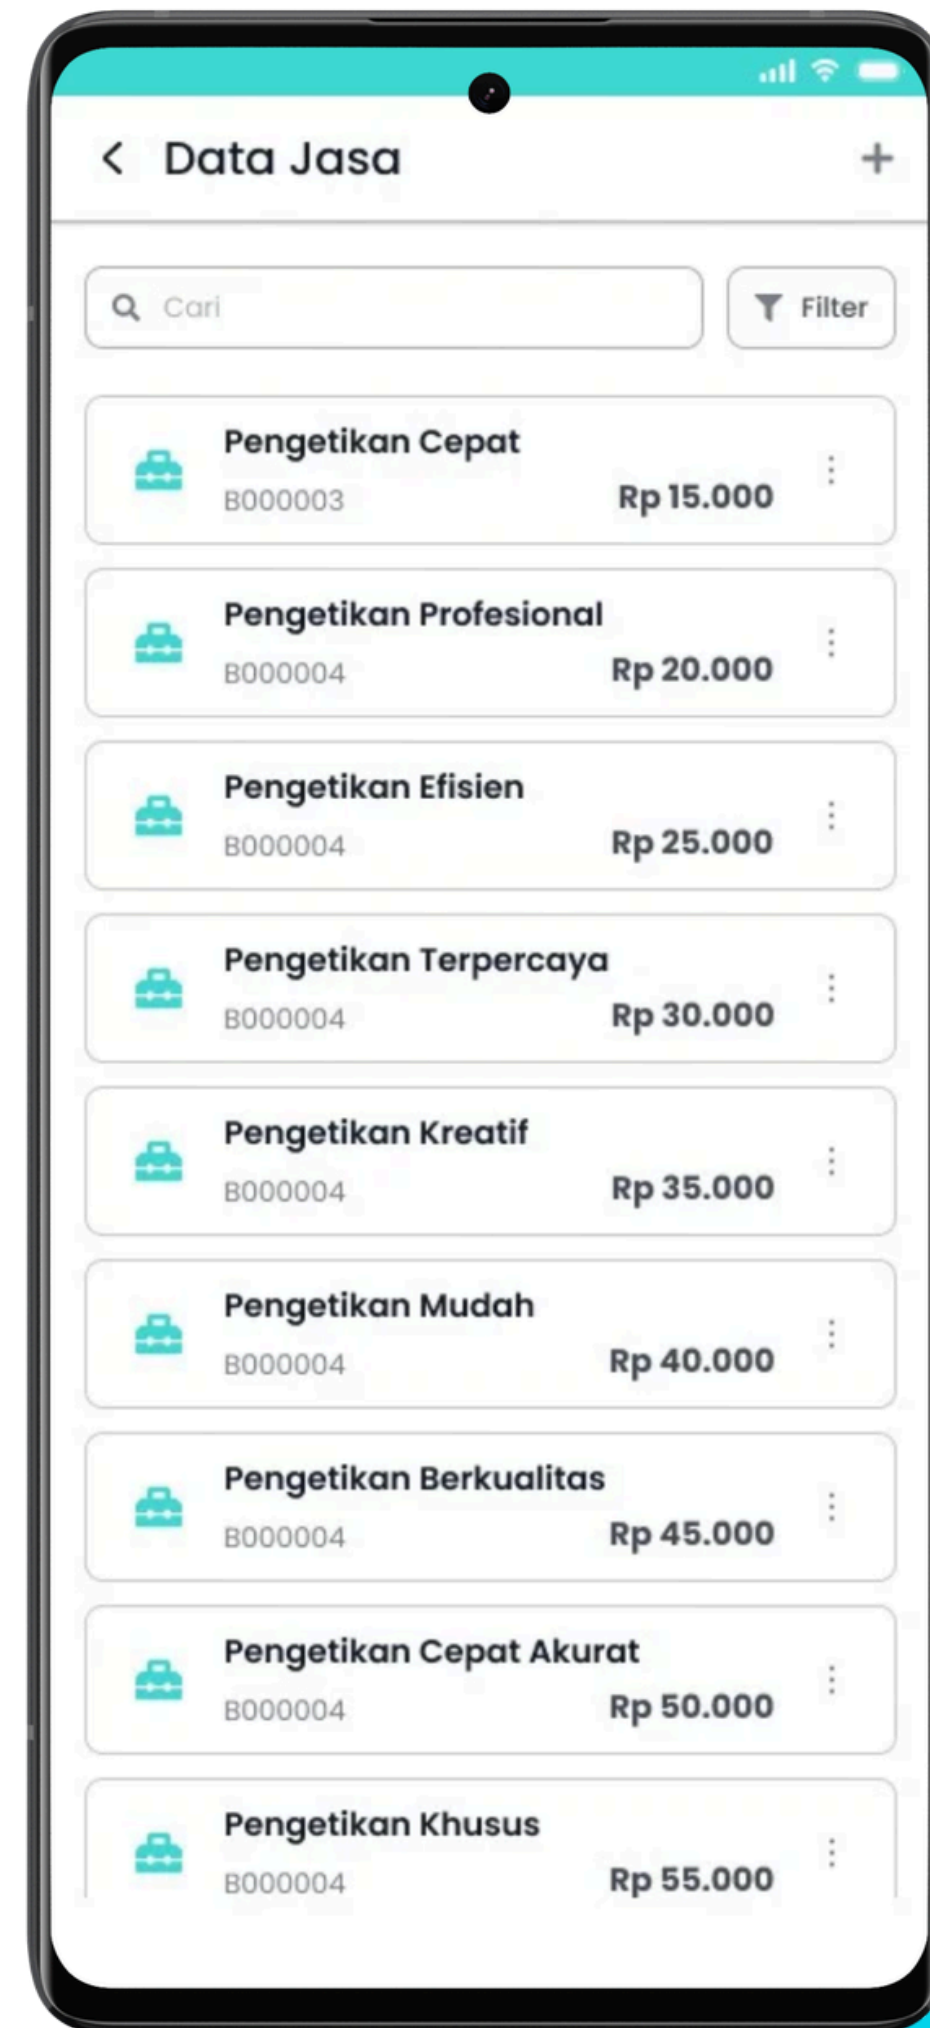 Data Jasa
Cari
Filter
Pengetikan Cepat
B000003
Rp 15.000
Pengetikan Profesional
B000004
Rp 20.000
Pengetikan Efisien
B000004
Rp 25.000
Pengetikan Terpercaya
B000004
Rp 30.000
Pengetikan Kreatif
B000004
Rp 35.000
Pengetikan Mudah
B000004
Rp 40.000
Pengetikan Berkualitas
B000004
Rp 45.000
Pengetikan Cepat Akurat
B000004
Rp 50.000
Pengetikan Khusus
B000004
Rp 55.000